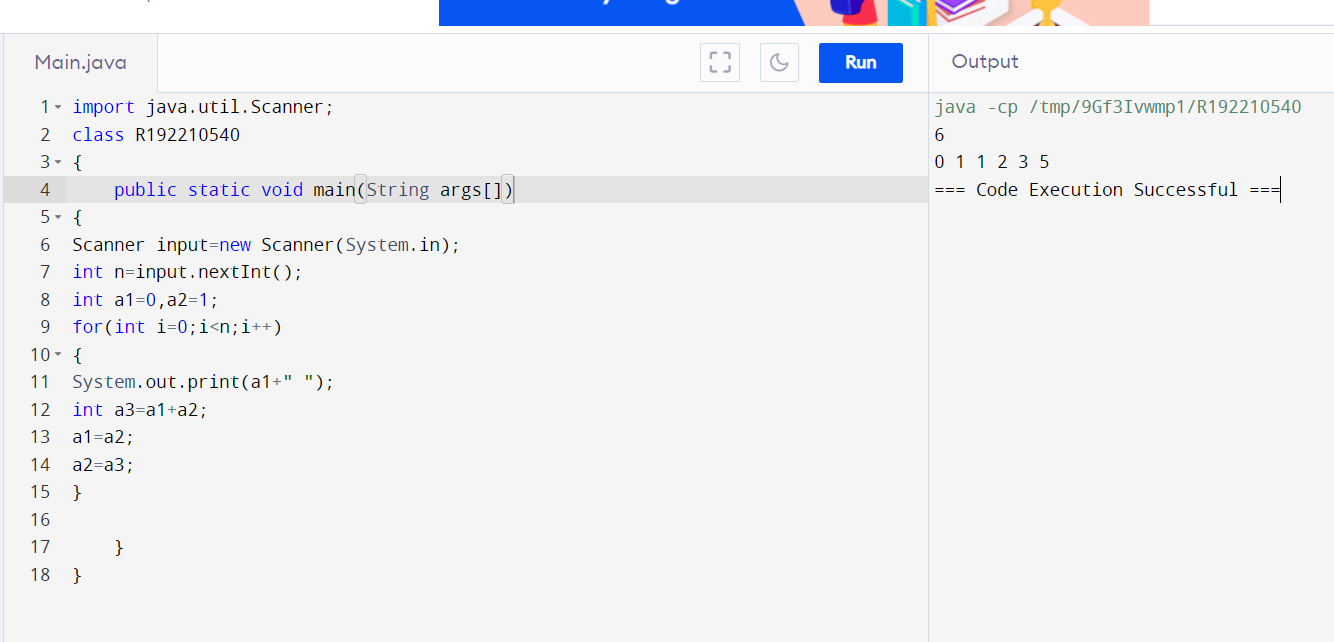 Main.java
Run
Output
1 import java.util.Scanner;
2 class R192210540
3 {
4 public static void main(String args[])
5 {
6 Scanner input=new Scanner(System.in);
7 int n=input.nextInt();
8 int a1=0,a2=1;
9 for(int i=0;i<n;i++)
10 {
11 System.out.print(a1+" ");
12 int a3=a1+a2;
13 a1=a2;
14 a2=a3;
15 }
16
17 }
18 }
java -cp /tmp/9Gf3Ivwmp1/R192210540
6
0 1 1 2 3 5
=== Code Execution Successful ===